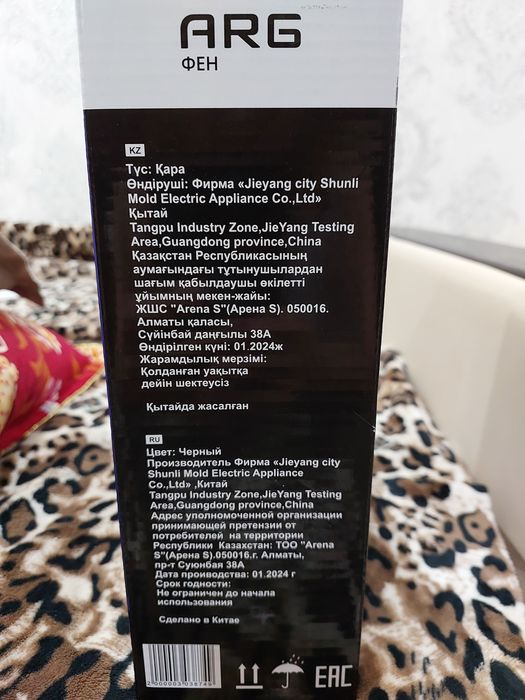 ARG
ФЕН
KZ
Түс: Қара
Өндіруші: Фирма «Jieyang city Shunli
Mold Electric Appliance Co.,Ltd»
Қытай
Tangpu Industry Zone,JieYang Testing
Area,Guangdong province,China
Қазақстан Республикасының
аумағындағы тұтынушылардан
шағым қабылдаушы өкілетті
ұйымның мекен-жайы:
ЖШС "Arena S"(Арена S). 050016.
Алматы қаласы,
Сүйінбай даңғылы 38А
Өндірілген күні: 01.2024ж
Жарамдылық мерзімі:
Қолданған уақытқа
дейін шектеусіз
Қытайда жасалған
RU
Цвет: Черный
Производитель Фирма «Jieyang city
Shunli Mold Electric Appliance
Co.,Ltd» ,Китай
Tangpu Industry Zone,JieYang Testing
Area,Guangdong province,China
Адрес уполномоченной организации
принимающей претензии от
потребителей на территории
Республики Казахстан: ТОО "Arena
S"(Арена S).050016.г. Алматы,
пр-т Суюнбая 38А
Дата проиводства: 01.2024 г
Срок годности:
Не ограничен до начала
использования
Сделано в Китае
2 000003 038749
EAC